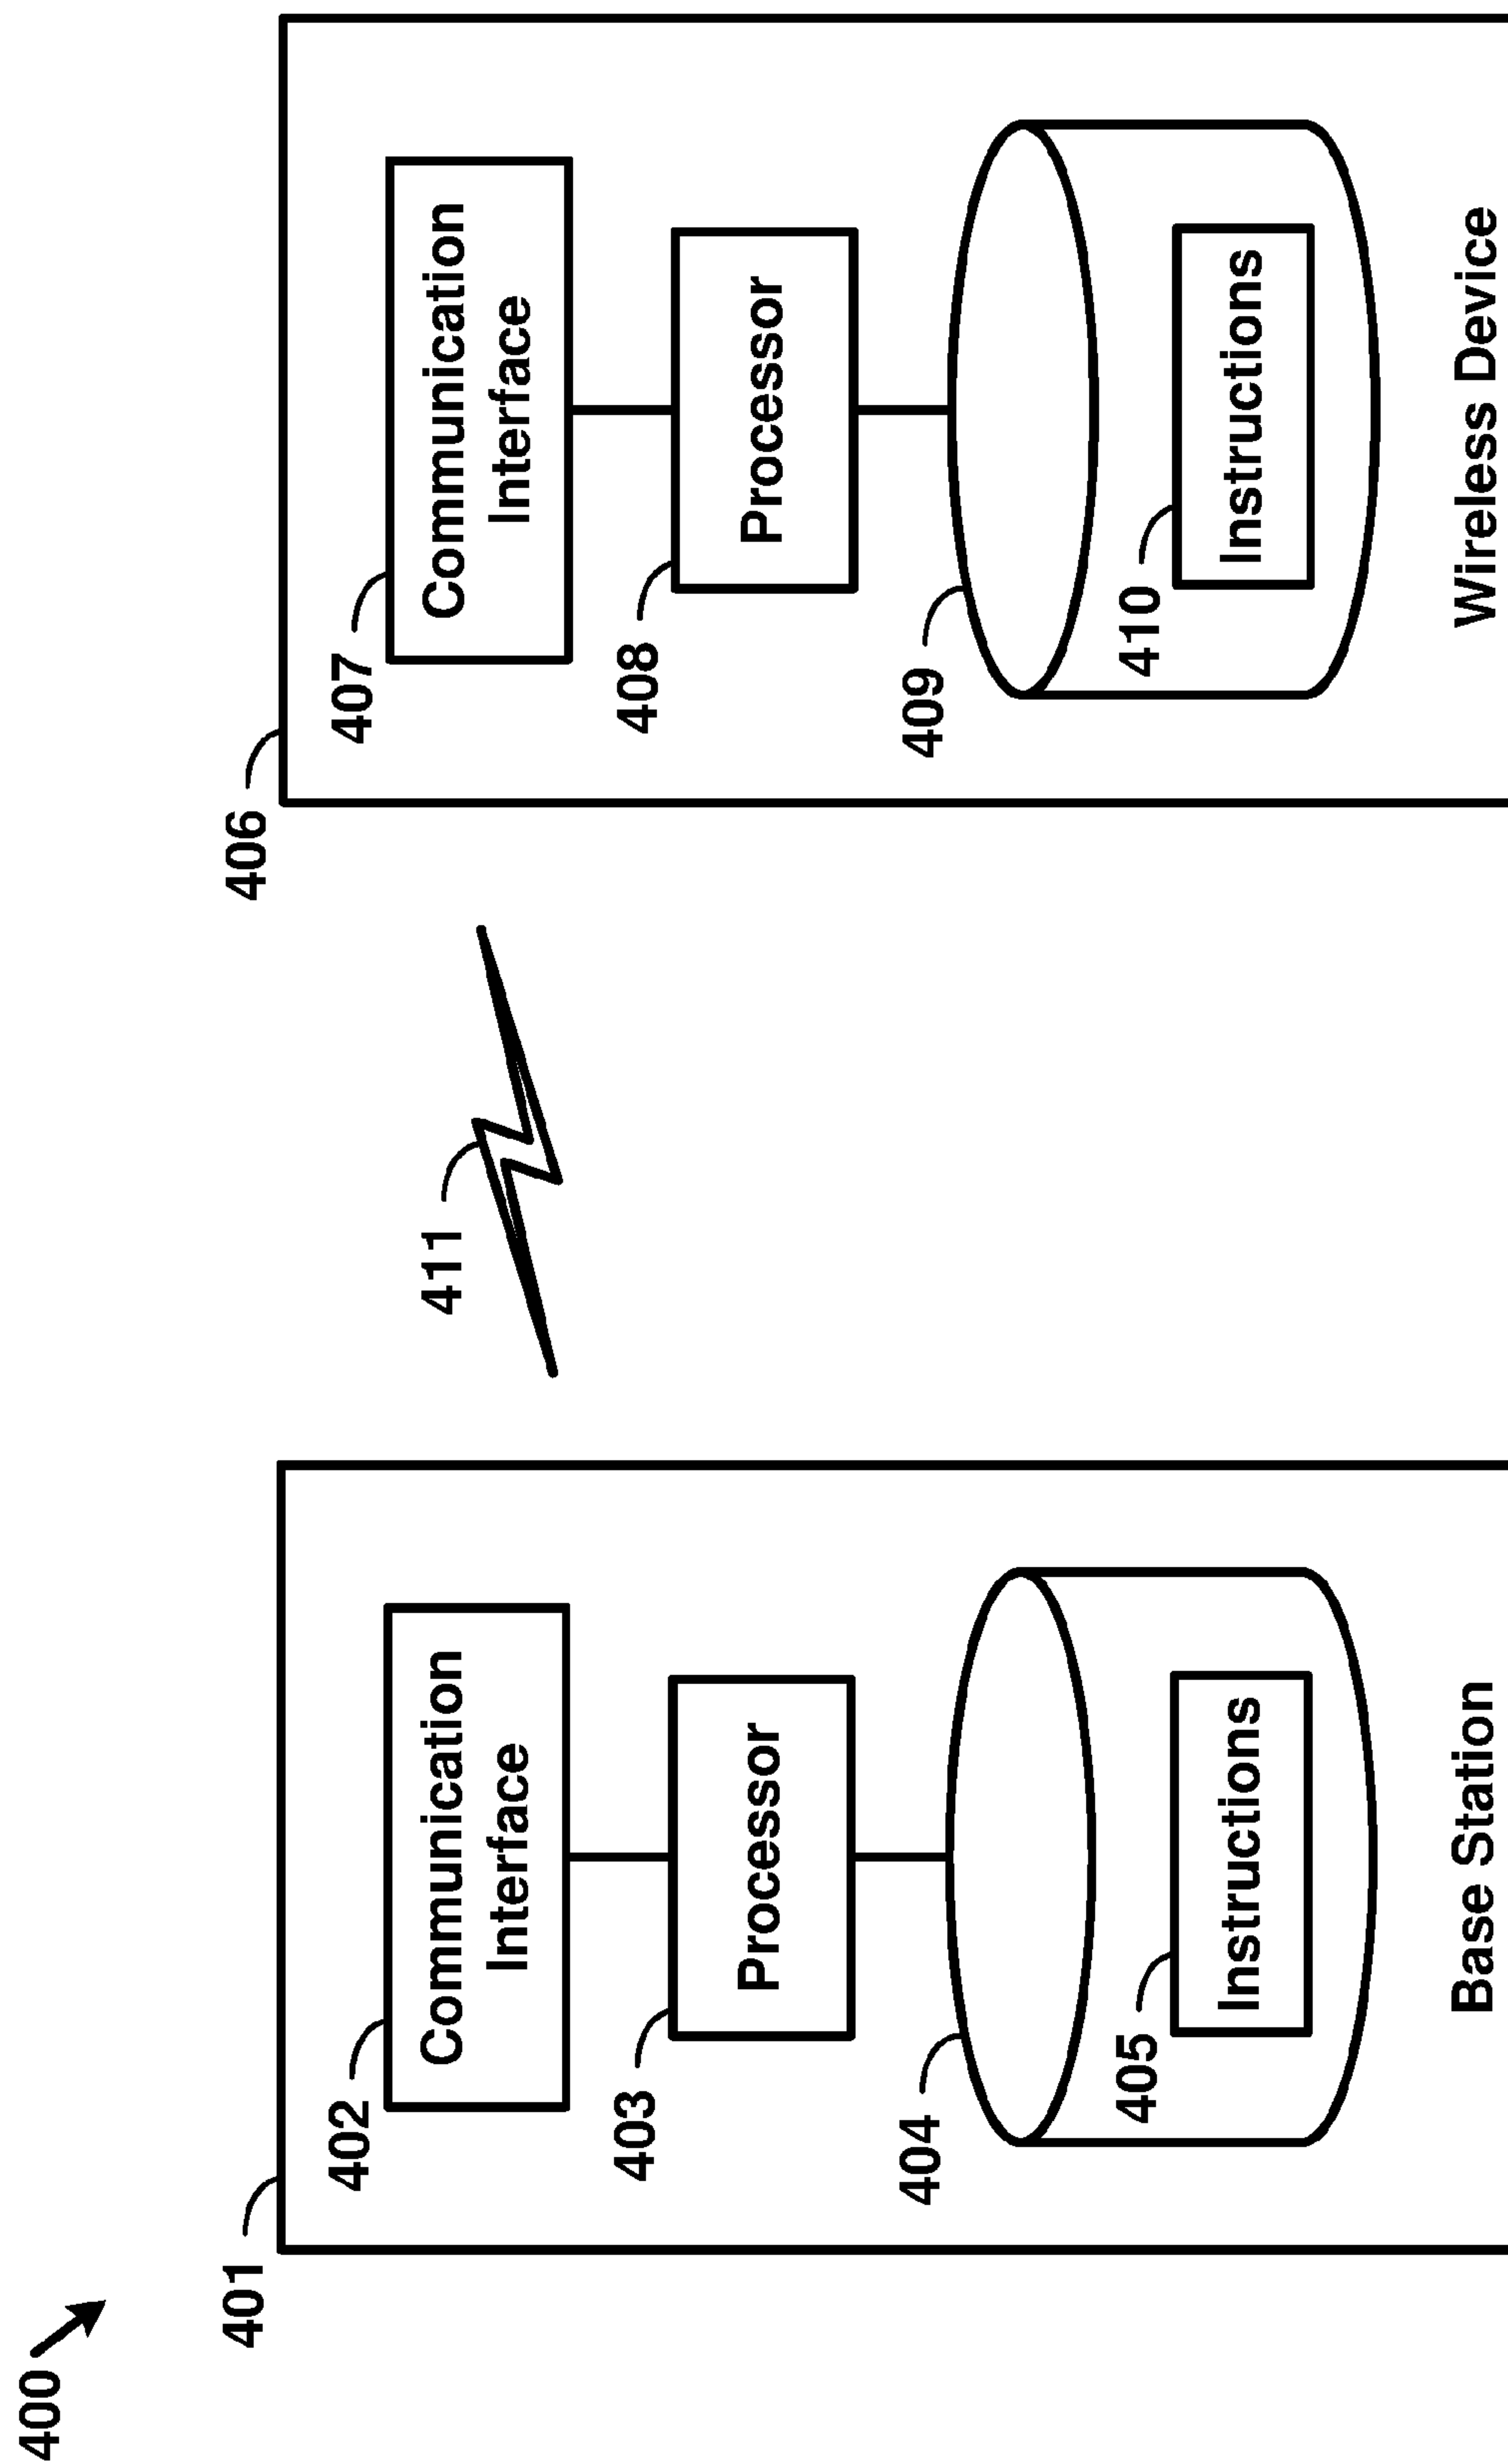 400
401
402
Communication
Interface
403
Processor
404
405
Instructions
Base Station
411
406
407
Communication
Interface
408
Processor
409
410
Instructions
Wireless Device